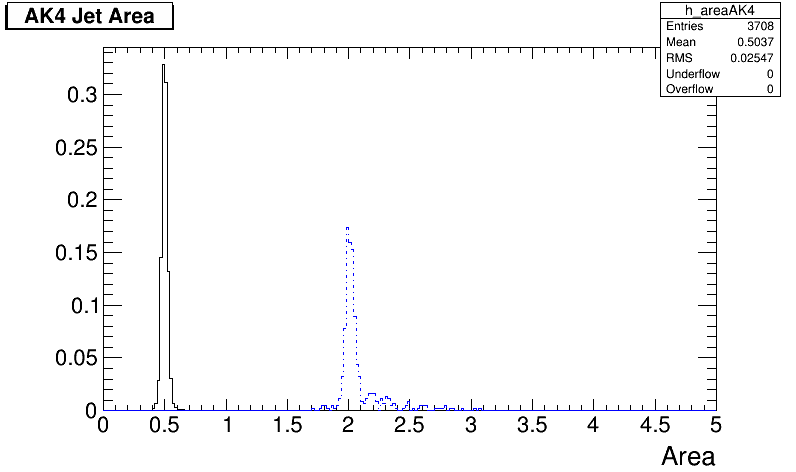 AK4 Jet Area
h_areaAK4
Entries 3708
Mean 0.5037
RMS 0.02547
Underflow 0
Overflow 0
0.3
0.25
0.2
0.15
0.1
0.05
0
0 0.5 1 1.5 2 2.5 3 3.5 4 4.5 5
Area